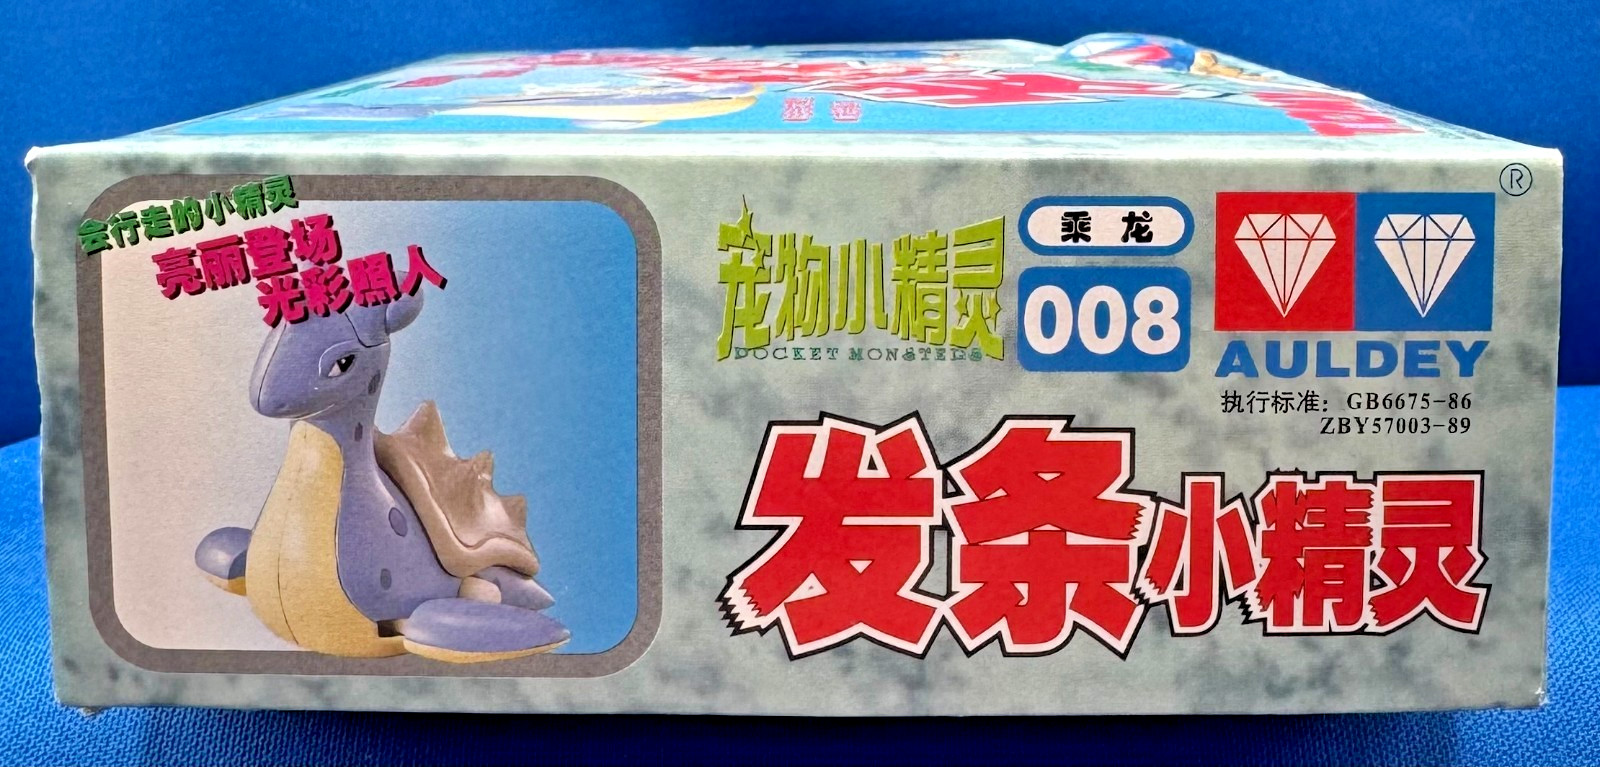 会行走的小精灵
亮丽登场
光彩照人
宠物小精灵
POCKET MONSTERS
乘龙
008
®
AULDEY
执行标准：GB6675-86
ZBY57003-89
发条小精灵